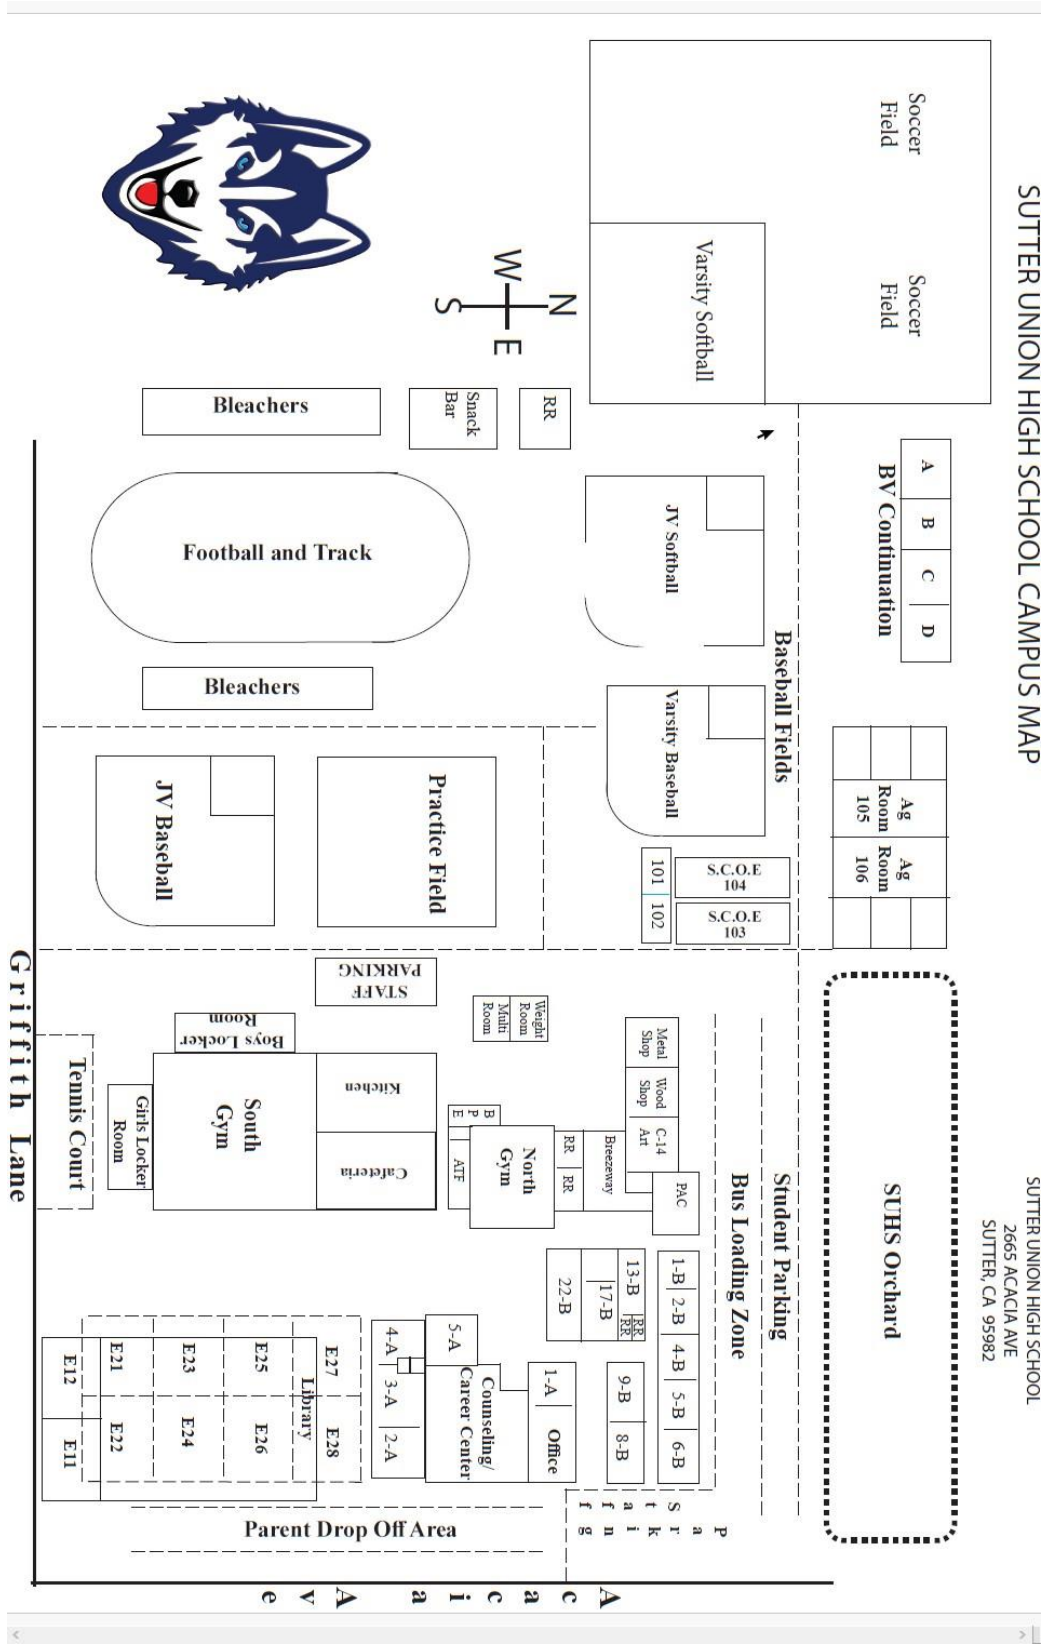 SUTTER UNION HIGH SCHOOL CAMPUS MAP
SUTTER UNION HIGH SCHOOL
2665 ACACIA AVE
SUTTER, CA 95982
Soccer
Field
Soccer
Field
Varsity Softball
N
W
E
S
A
B
C
D
BV Continuation
RR
Snack
Bar
Bleachers
Football and Track
Bleachers
JV Softball
Baseball Fields
Varsity Baseball
Ag
Room
105
Ag
Room
106
S.C.O.E
104
S.C.O.E
103
101
102
Practice Field
JV Baseball
SUHS Orchard
Student Parking
Bus Loading Zone
STAFF
PARKING
Weight
Room
Multi
Room
Metal
Shop
Wood
Shop
C-14
Art
PAC
Breezeway
RR
RR
North
Gym
B
P
E
ATF
Boys Locker
Room
Kitchen
Cafeteria
South
Gym
Girls Locker
Room
Tennis Court
1-B
2-B
4-B
5-B
6-B
13-B
RR
RR
17-B
22-B
9-B
8-B
1-A
Office
5-A
Counseling/
Career Center
4-A
3-A
2-A
E27
E28
Library
E25
E26
E23
E24
E21
E22
E12
E11
Staff
Parking
Parent Drop Off Area
Acacia Ave
Griffith Lane